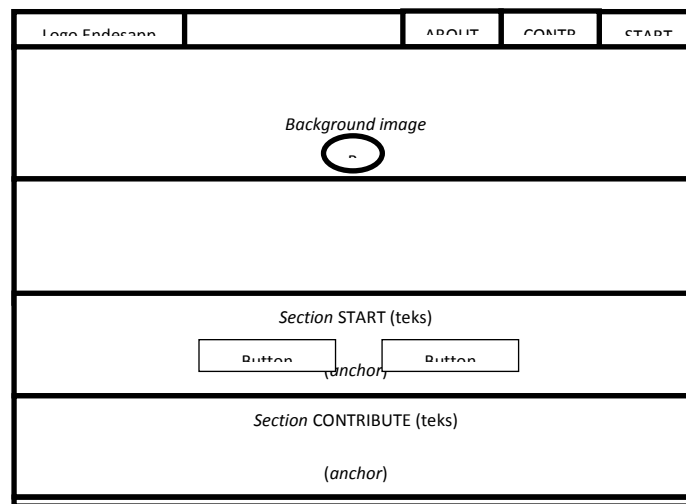 Logo Endesapp ABOUT CONTR START
Background image
Section START (teks)
Button Button
(anchor)
Section CONTRIBUTE (teks)
(anchor)